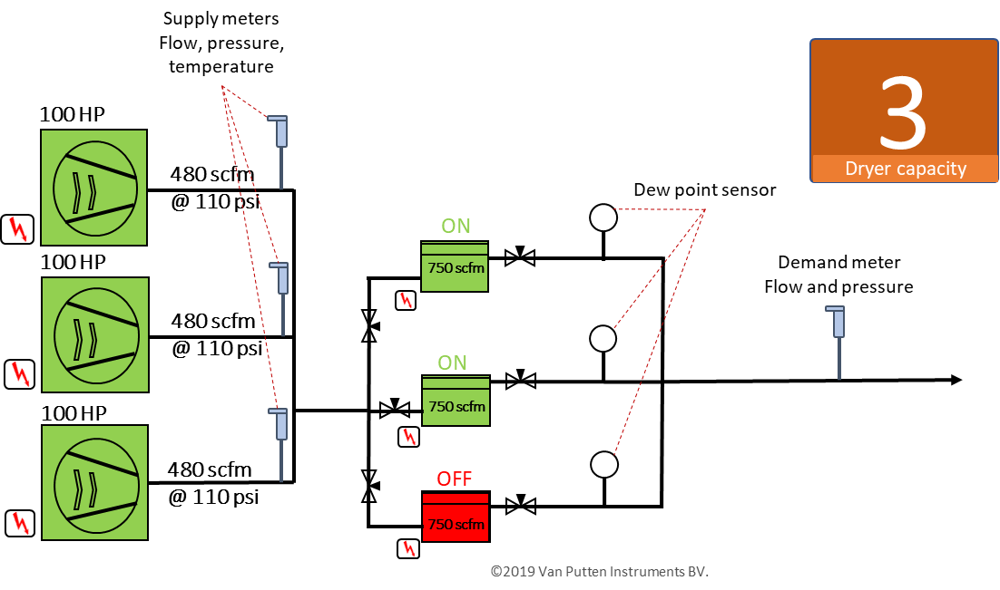 Supply meters
Flow, pressure,
temperature
3
Dryer capacity
100 HP
480 scfm
@ 110 psi
Dew point sensor
ON
750 scfm
100 HP
480 scfm
@ 110 psi
Demand meter
Flow and pressure
ON
750 scfm
100 HP
480 scfm
@ 110 psi
OFF
750 scfm
©2019 Van Putten Instruments BV.